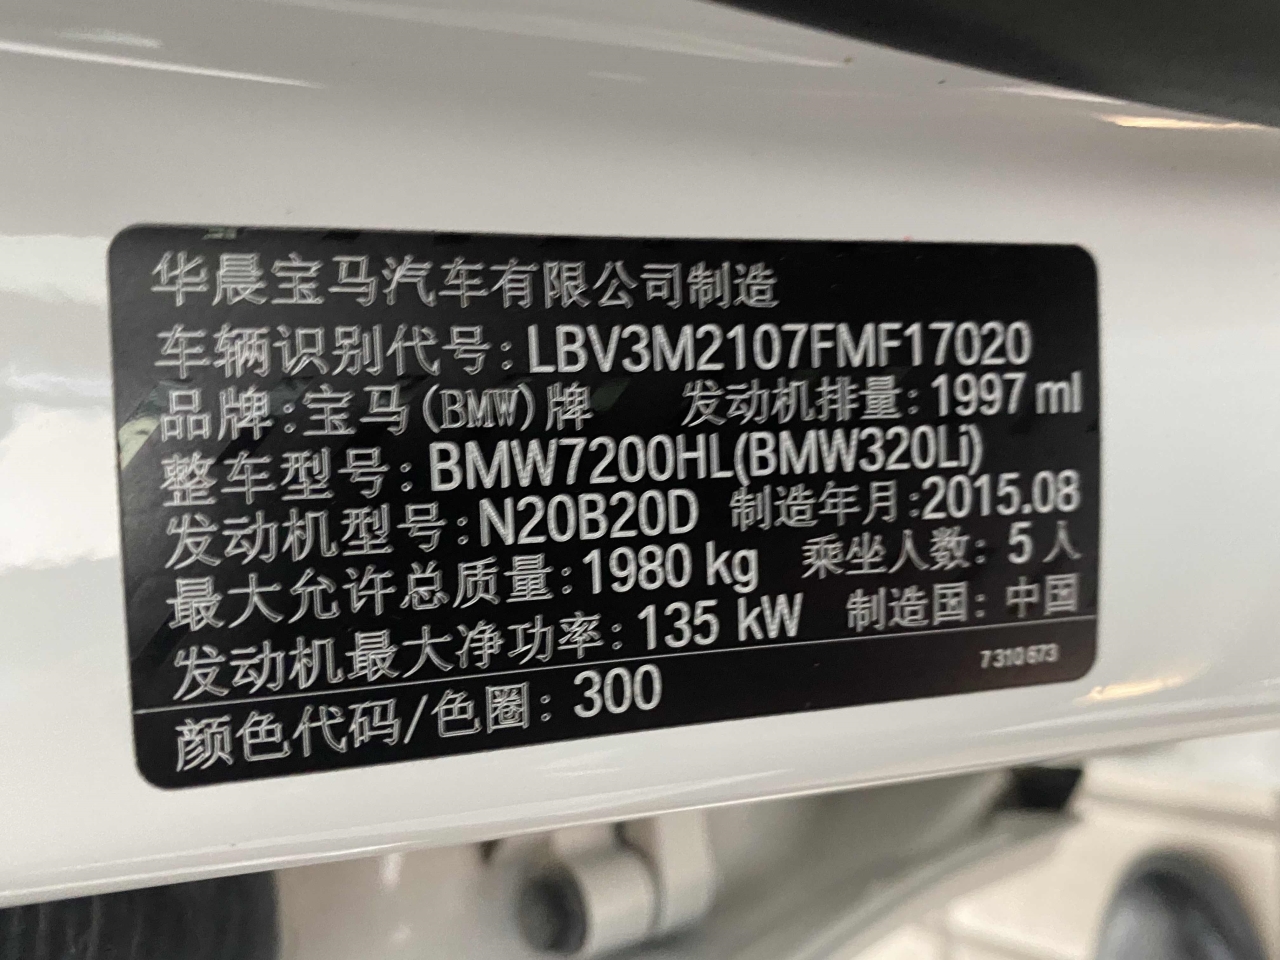 华晨宝马汽车有限公司制造
车辆识别代号:LBV3M2107FMF17020
品牌:宝马(BMW)牌 发动机排量:1997 ml
整车型号:BMW7200HL(BMW320Li)
发动机型号:N20B20D 制造年月:2015.08
最大允许总质量:1980 kg 乘坐人数: 5 人
发动机最大净功率:135 kW 制造国: 中国
7310673
颜色代码/色圈: 300